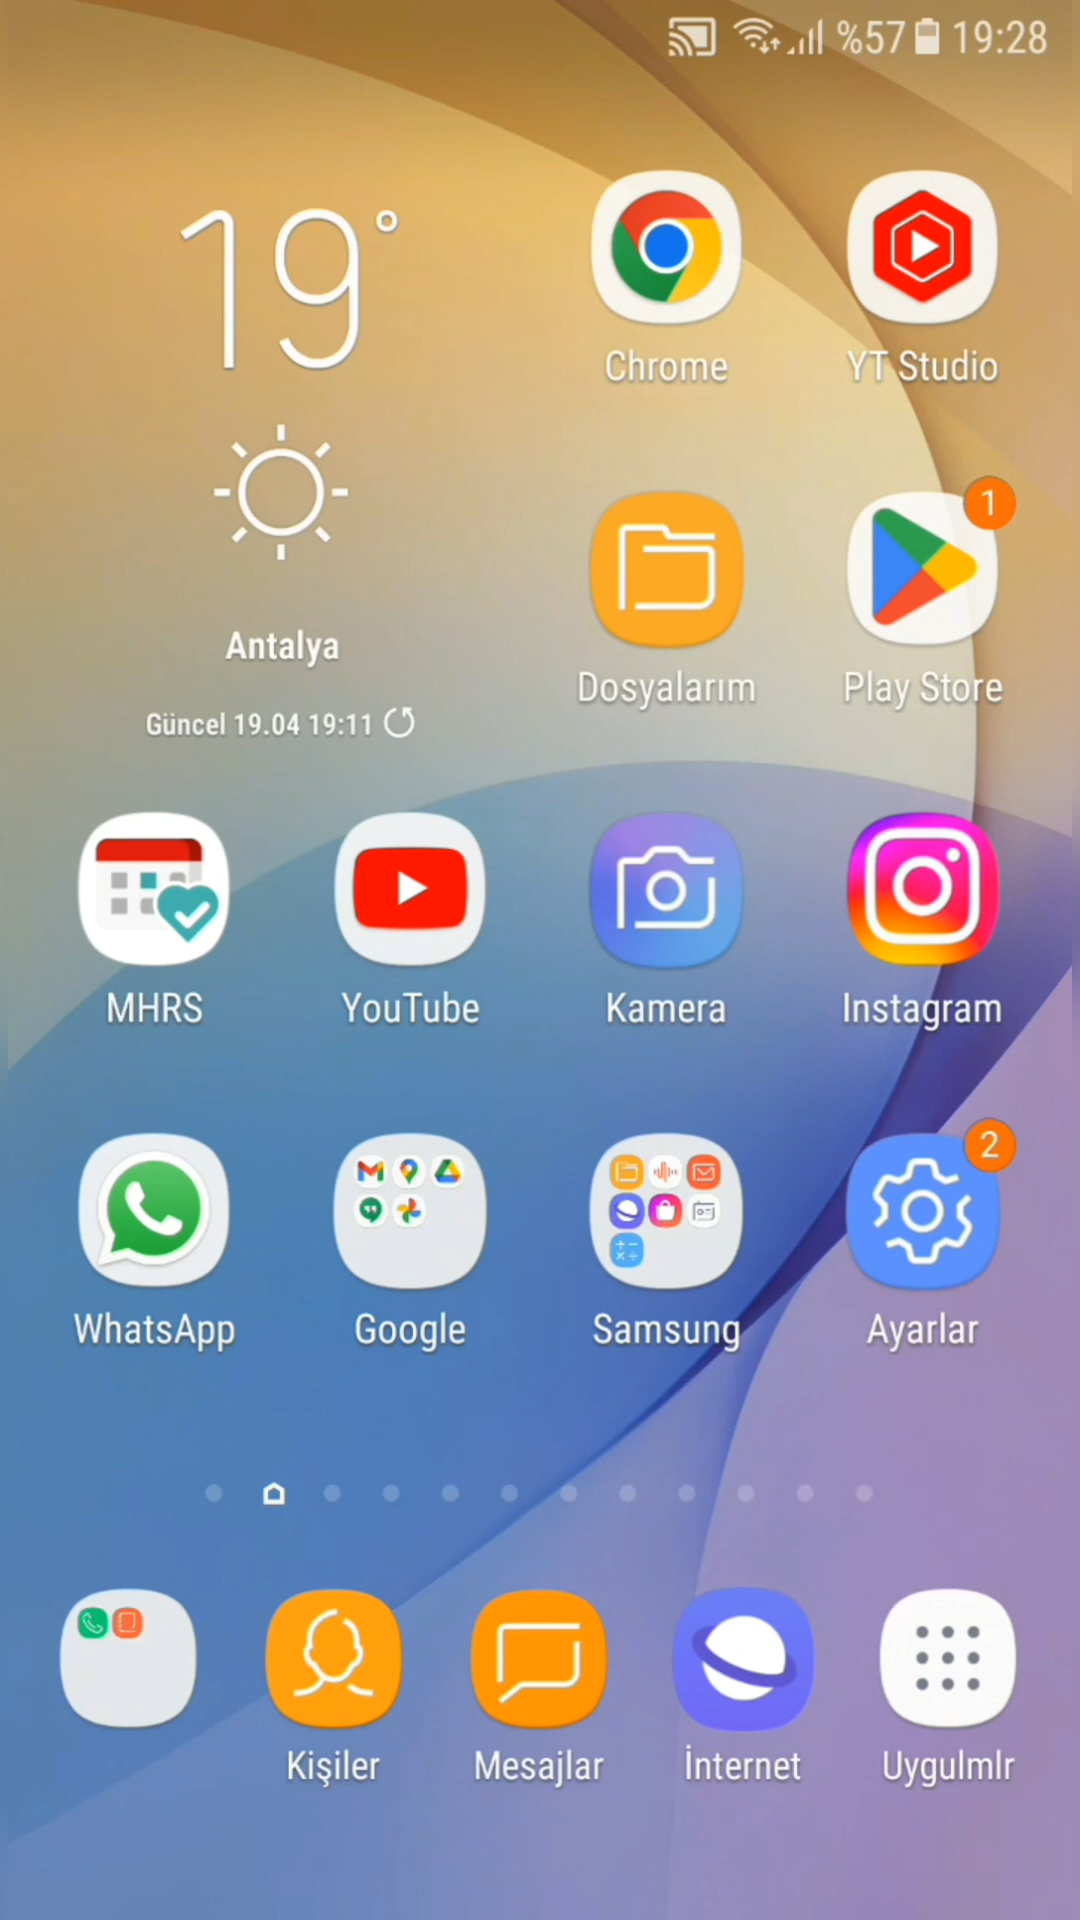 %57 19:28
19°
Antalya
Güncel 19.04 19:11
Chrome
YT Studio
Dosyalarım
1
Play Store
MHRS
YouTube
Kamera
Instagram
WhatsApp
Google
Samsung
2
Ayarlar
Kişiler
Mesajlar
İnternet
Uygulmlr